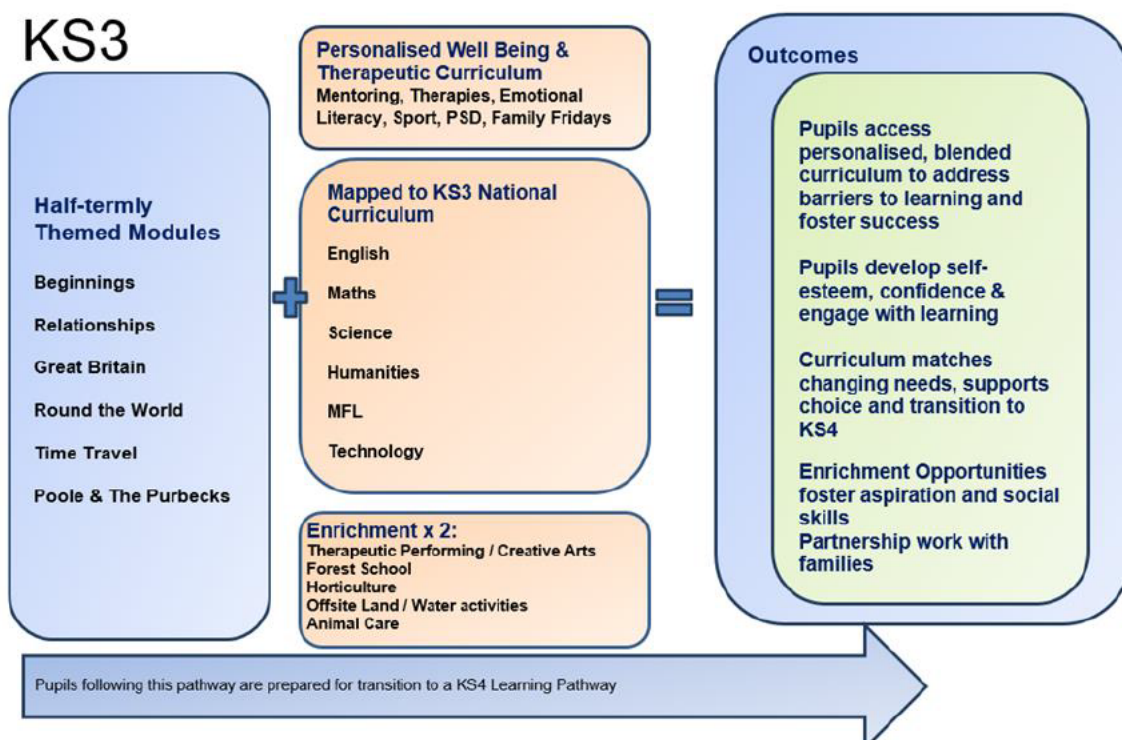 KS3
Half-termly
Themed Modules
Beginnings
Relationships
Great Britain
Round the World
Time Travel
Poole & The Purbecks
Personalised Well Being &
Therapeutic Curriculum
Mentoring, Therapies, Emotional
Literacy, Sport, PSD, Family Fridays
Mapped to KS3 National
Curriculum
English
Maths
Science
Humanities
MFL
Technology
Enrichment x 2:
Therapeutic Performing / Creative Arts
Forest School
Horticulture
Offsite Land / Water activities
Animal Care
Outcomes
Pupils access
personalised, blended
curriculum to address
barriers to learning and
foster success
Pupils develop self-
esteem, confidence &
engage with learning
Curriculum matches
changing needs, supports
choice and transition to
KS4
Enrichment Opportunities
foster aspiration and social
skills
Partnership work with
families
Pupils following this pathway are prepared for transition to a KS4 Learning Pathway